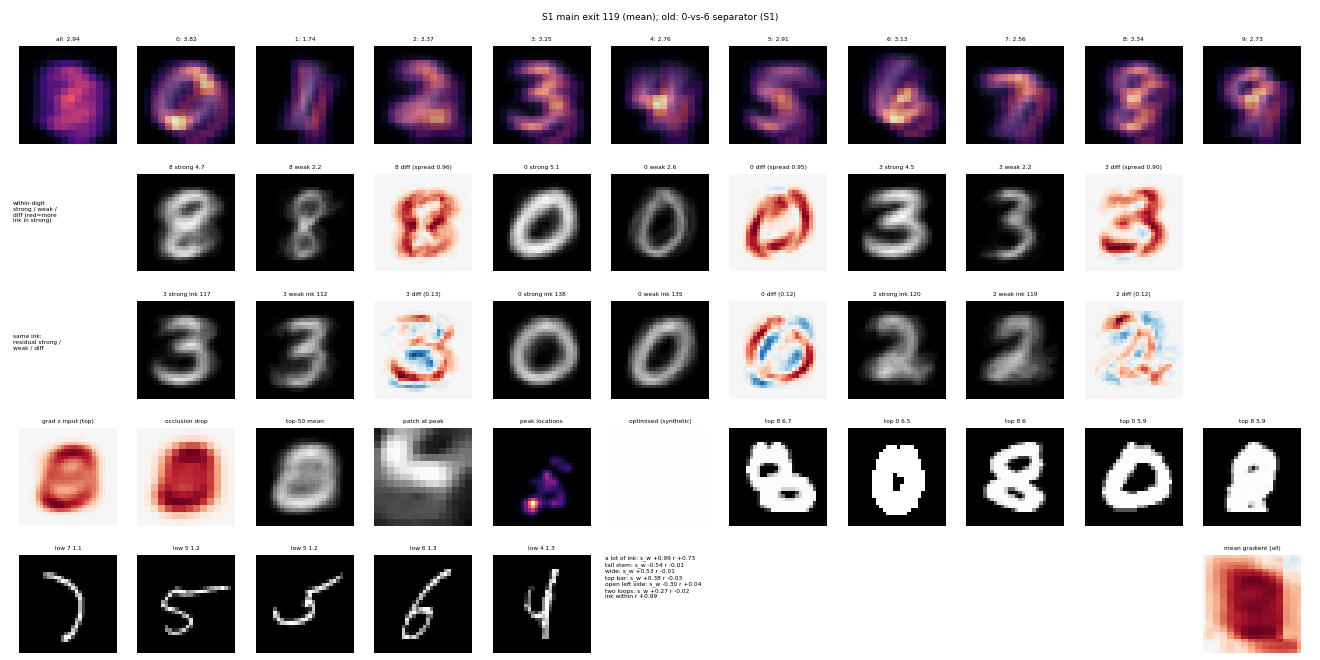 S1 main exit 119 (mean); old: 0-vs-6 separator (S1)
all 2.94
0: 3.82
1: 1.74
2: 3.37
3: 3.25
4: 2.76
5: 2.91
6: 3.13
7: 2.56
8: 3.34
9: 2.73
within-digit
strong / weak /
diff (red=more
ink in strong)
8 strong 4.7
8 weak 2.2
8 diff (spread 0.96)
0 strong 5.1
0 weak 2.6
0 diff (spread 0.95)
3 strong 4.5
3 weak 2.2
3 diff (spread 0.90)
same ink:
residual strong /
weak / diff
3 strong ink 117
3 weak ink 112
3 diff (0.13)
0 strong ink 138
0 weak ink 135
0 diff (0.12)
2 strong ink 120
2 weak ink 119
2 diff (0.12)
grad x input (top)
occlusion drop
top-50 mean
patch at peak
peak locations
optimised (synthetic)
top 8 6.7
top 0 6.5
top 8 6
top 0 5.9
top 8 5.9
low 7 1.1
low 5 1.2
low 5 1.2
low 6 1.3
low 4 1.3
a lot of ink: s_w +0.99 r +0.73
tall stem: s_w -0.54 r -0.01
wide: s_w +0.53 r -0.01
top bar: s_w +0.38 r -0.03
open left side: s_w -0.30 r +0.04
two loops: s_w +0.27 r -0.02
ink within r +0.99
mean gradient (all)